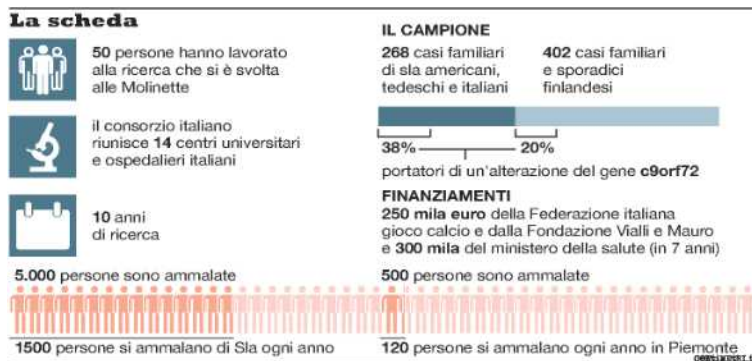 La scheda
50 persone hanno lavorato
alla ricerca che si è svolta
alle Molinette
il consorzio italiano
riunisce 14 centri universitari
e ospedalieri italiani
10 anni
di ricerca
IL CAMPIONE
268 casi familiari
di sla americani,
tedeschi e italiani
402 casi familiari
e sporadici
finlandesi
38%
20%
portatori di un'alterazione del gene c9orf72
FINANZIAMENTI
250 mila euro della Federazione italiana
gioco calcio e dalla Fondazione Vialli e Mauro
e 300 mila del ministero della salute (in 7 anni)
5.000 persone sono ammalate
1500 persone si ammalano di Sla ogni anno
500 persone sono ammalate
120 persone si ammalano ogni anno in Piemonte